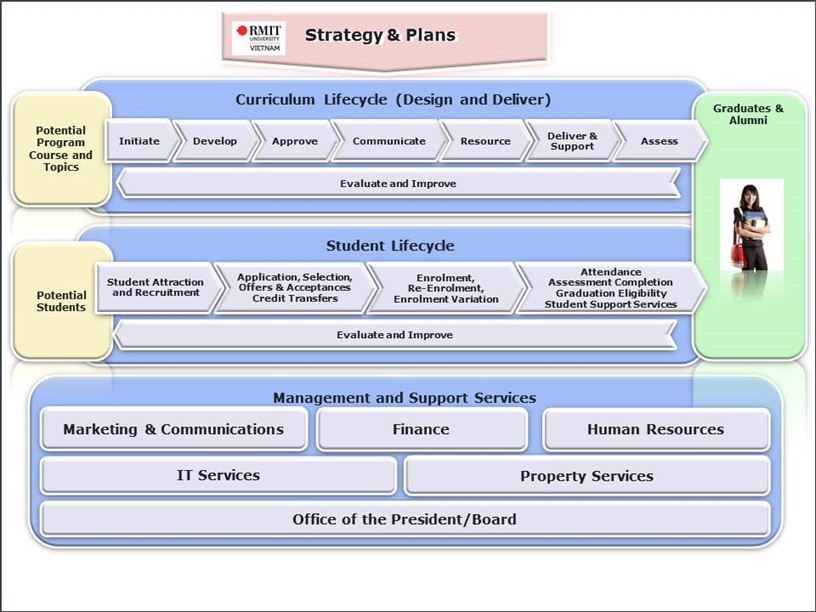 RMIT
UNIVERSITY
VIETNAM
Strategy & Plans
Curriculum Lifecycle (Design and Deliver)
Potential
Program
Course and
Topics
Initiate
Develop
Approve
Communicate
Resource
Deliver &
Support
Assess
Evaluate and Improve
Graduates &
Alumni
Student Lifecycle
Potential
Students
Student Attraction
and Recruitment
Application, Selection,
Offers & Acceptances
Credit Transfers
Enrolment,
Re-Enrolment,
Enrolment Variation
Attendance
Assessment Completion
Graduation Eligibility
Student Support Services
Evaluate and Improve
Management and Support Services
Marketing & Communications
Finance
Human Resources
IT Services
Property Services
Office of the President/Board